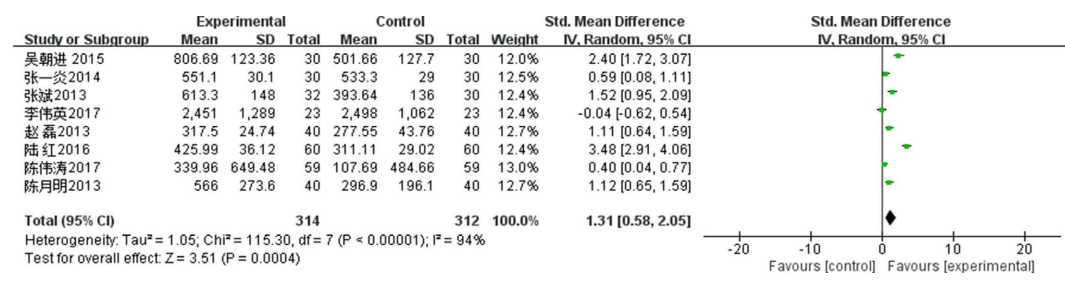 Experimental Control Std. Mean Difference Std. Mean Difference
Study or Subgroup Mean SD Total Mean SD Total Weight IV, Random, 95% CI IV, Random, 95% CI
吴朝进 2015 806.69 123.36 30 501.66 127.7 30 12.0% 2.40 [1.72, 3.07]
张一炎2014 551.1 30.1 30 533.3 29 30 12.5% 0.59 [0.08, 1.11]
张斌2013 613.3 148 32 393.64 136 30 12.4% 1.52 [0.95, 2.09]
李伟英2017 2,451 1,289 23 2,498 1,062 23 12.4% -0.04 [-0.62, 0.54]
赵 磊2013 317.5 24.74 40 277.55 43.76 40 12.7% 1.11 [0.64, 1.59]
陆 红2016 425.99 36.12 60 311.11 29.02 60 12.4% 3.48 [2.91, 4.06]
陈伟涛2017 339.96 649.48 59 107.69 484.66 59 13.0% 0.40 [0.04, 0.77]
陈月明2013 566 273.6 40 296.9 196.1 40 12.7% 1.12 [0.65, 1.59]
Total (95% CI) 314 312 100.0% 1.31 [0.58, 2.05]
Heterogeneity: Tau² = 1.05; Chi² = 115.30, df = 7 (P < 0.00001); I² = 94%
Test for overall effect: Z = 3.51 (P = 0.0004)
-20 -10 0 10 20
Favours [control] Favours [experimental]